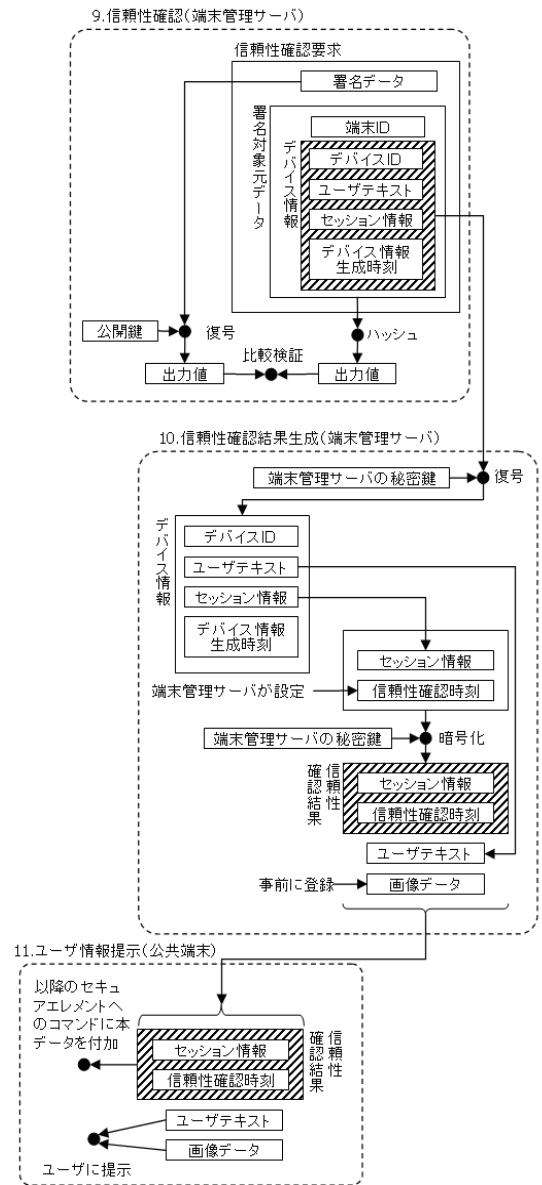 9.信頼性確認(端末管理サーバ)
信頼性確認要求
署名データ
署名対象元データ
端末ID
デバイス情報
デバイスID
ユーザテキスト
セッション情報
デバイス情報
生成時刻
公開鍵
復号
ハッシュ
比較検証
出力値
出力値
10.信頼性確認結果生成(端末管理サーバ)
端末管理サーバの秘密鍵
復号
デバイス情報
デバイスID
ユーザテキスト
セッション情報
デバイス情報
生成時刻
セッション情報
端末管理サーバが設定
信頼性確認時刻
端末管理サーバの秘密鍵
暗号化
信頼性
確認結果
セッション情報
信頼性確認時刻
ユーザテキスト
事前に登録
画像データ
11.ユーザ情報提示(公共端末)
以降のセキュ
アエレメントへ
のコマンドに本
データを付加
セッション情報
信頼性確認時刻
信頼性
確認結果
ユーザテキスト
画像データ
ユーザに提示